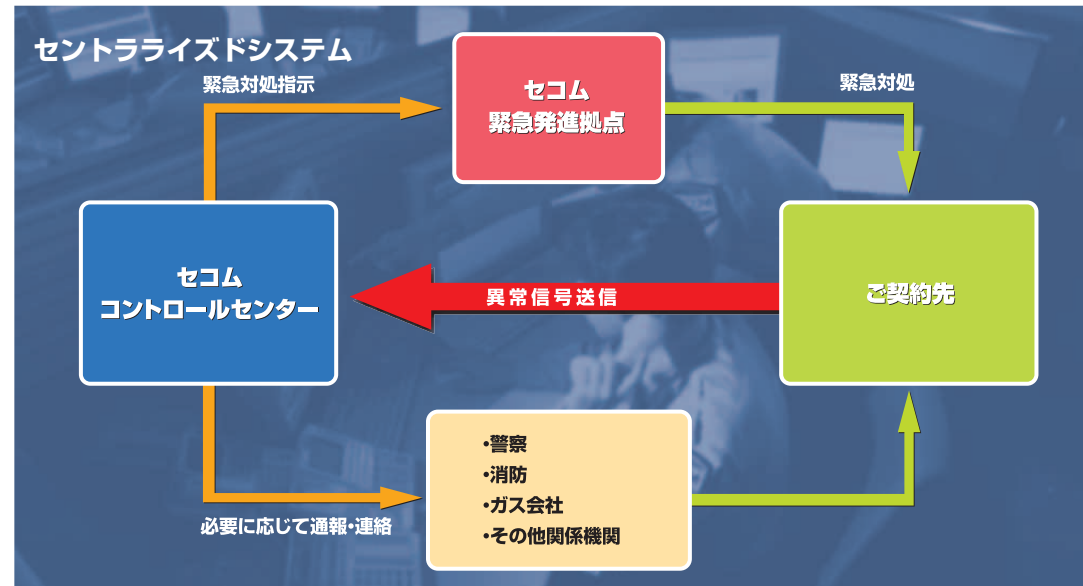 セントラライズドシステム
緊急対処指示
セコム
緊急発進拠点
緊急対処
セコム
コントロールセンター
異常信号送信
ご契約先
・警察
・消防
・ガス会社
・その他関係機関
必要に応じて通報・連絡